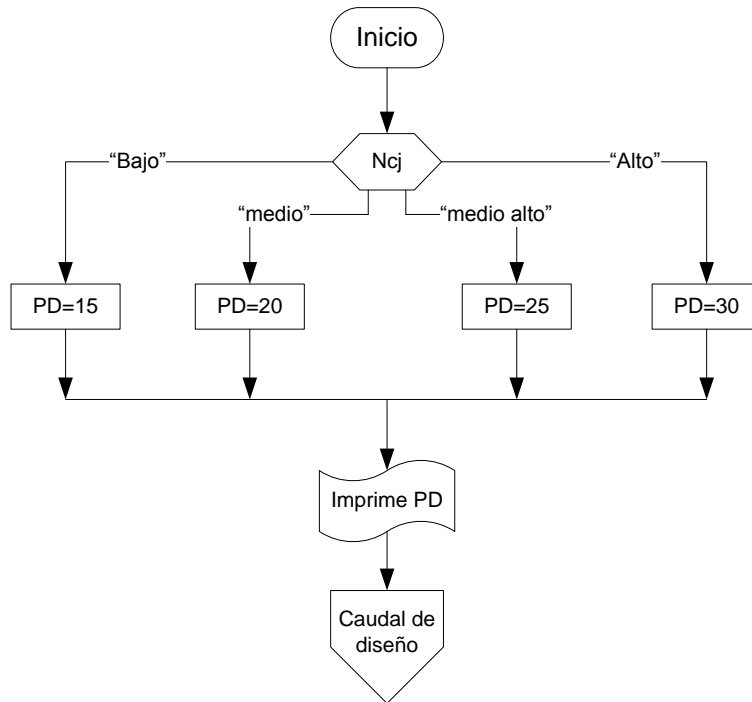 Inicio
Ncj
“Bajo”
“Alto”
“medio”
“medio alto”
PD=15
PD=20
PD=25
PD=30
Imprime PD
Caudal de
diseño